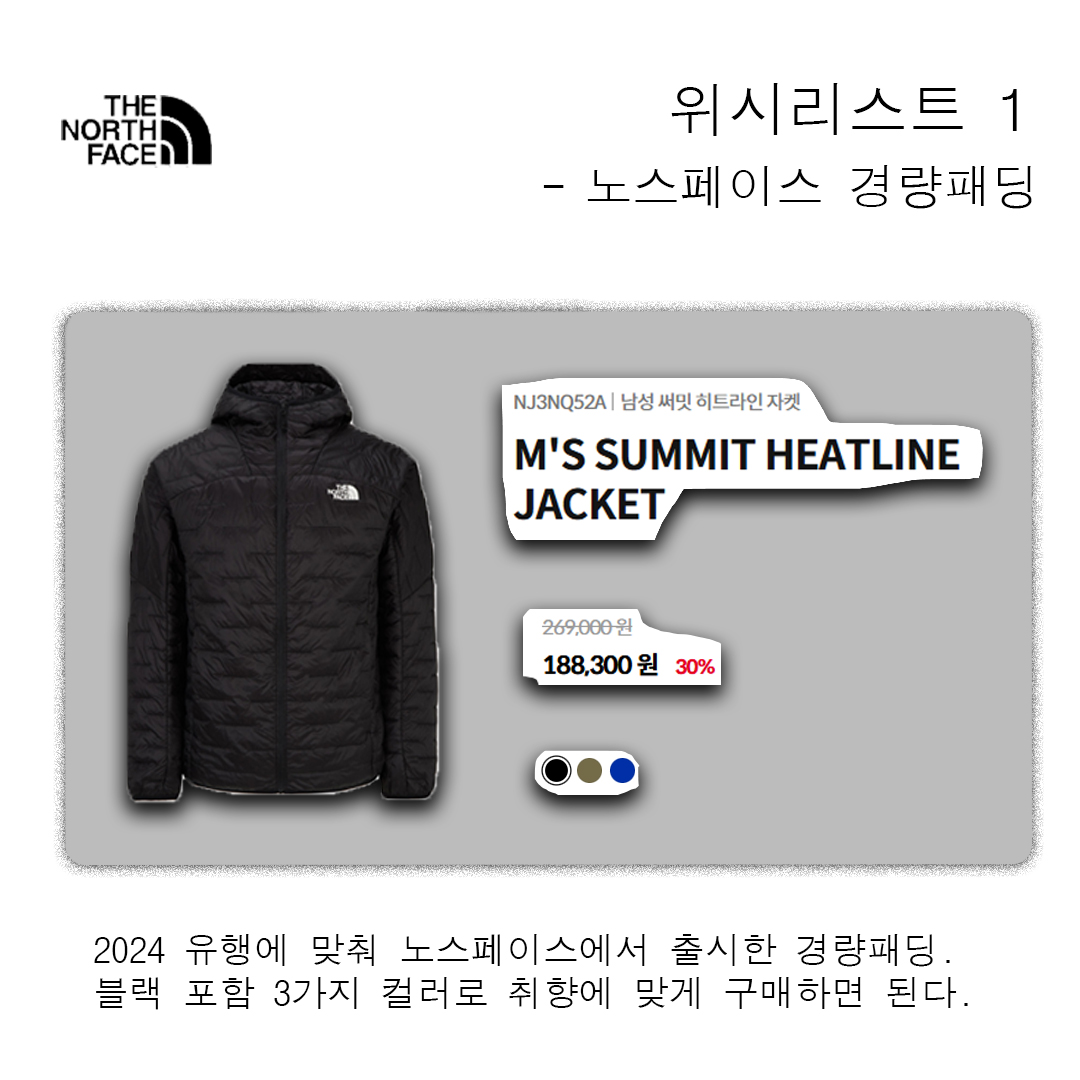 THE
NORTH
FACE
위시리스트 1
- 노스페이스 경량패딩
THE
NORTH
FACE
NJ3NQ52A | 남성 써밋 히트라인 자켓
M'S SUMMIT HEATLINE
JACKET
269,000 원
188,300 원 30%
2024 유행에 맞춰 노스페이스에서 출시한 경량패딩.
블랙 포함 3가지 컬러로 취향에 맞게 구매하면 된다.